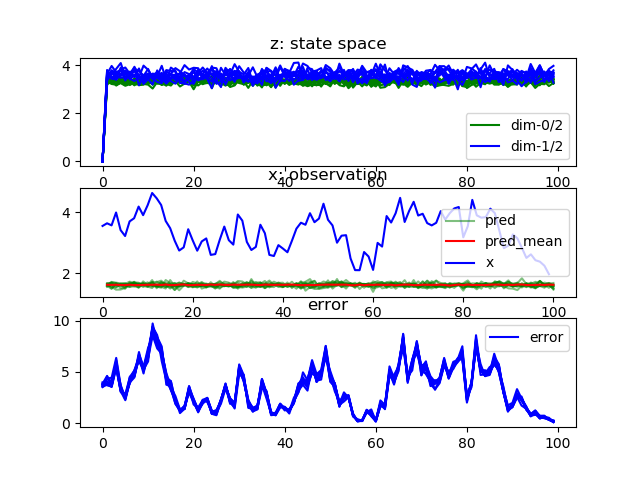 z: state space
4
2
0
dim-0/2
dim-1/2
0 20 40 60 80 100
x: observation
4
2
pred
pred mean
x
0 20 40 60 80 100
error
10
5
0
error
0 20 40 60 80 100